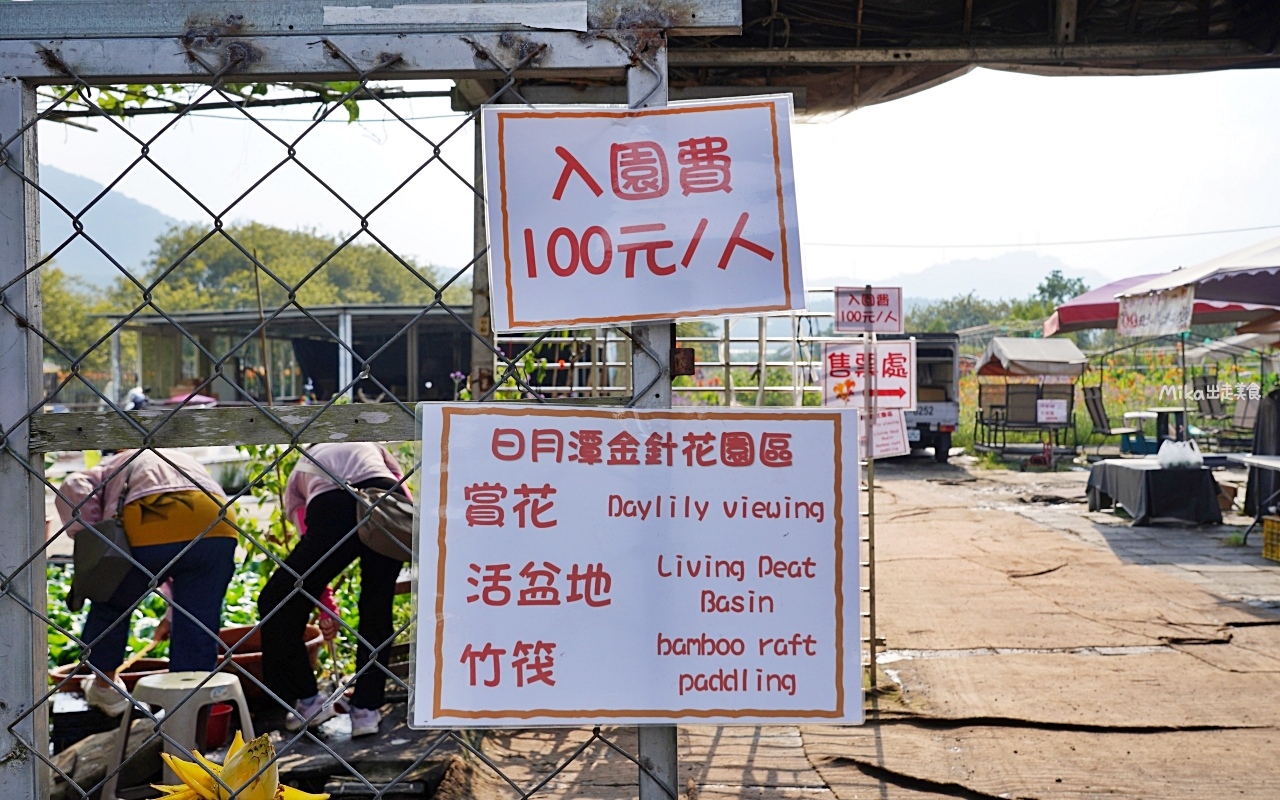 入園費
100元/人
日月潭金針花園區
賞花 Daylily viewing
活盆地 Living Peat
Basin
竹筏 bamboo raft
paddling
入園費
100元/人
售票處
Mika出走美食